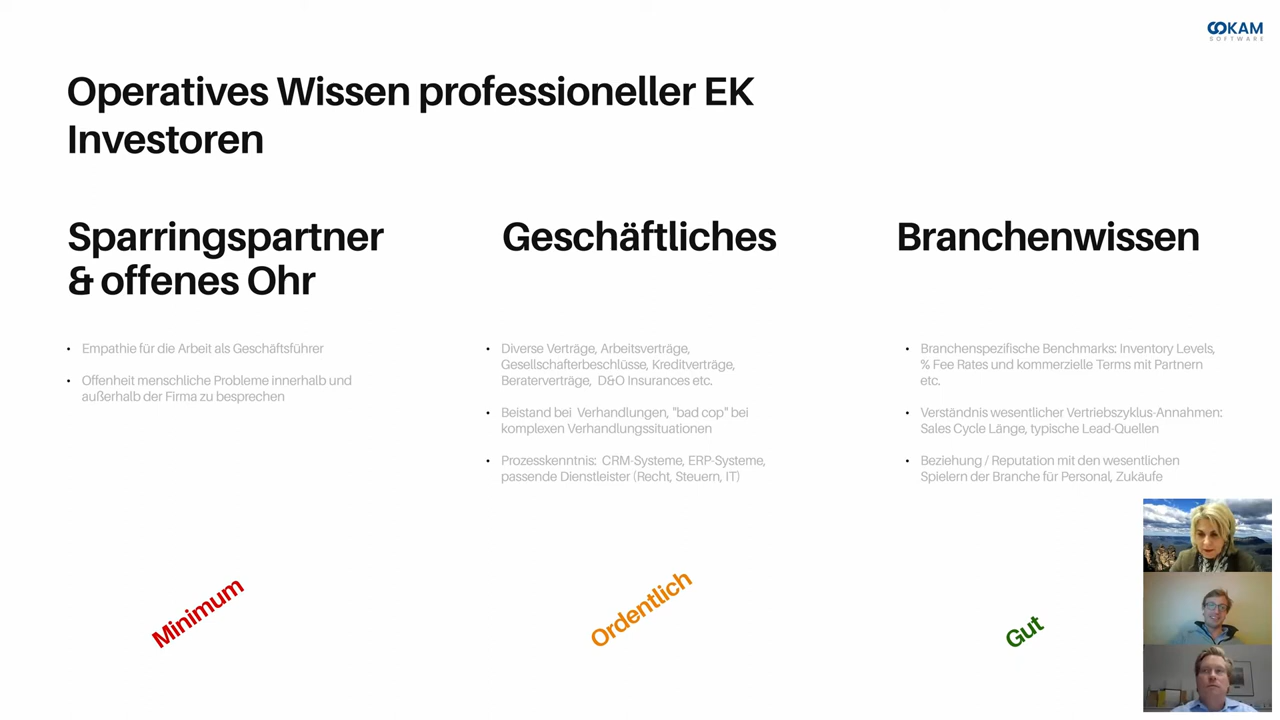 OKAM
SOFTWARE
Operatives Wissen professioneller EK
Investoren
Sparringspartner
& offenes Ohr
• Empathie für die Arbeit als Geschäftsführer
• Offenheit menschliche Probleme innerhalb und
außerhalb der Firma zu besprechen
Geschäftliches
• Diverse Verträge, Arbeitsverträge,
Gesellschafterbeschlüsse, Kreditverträge,
Beraterverträge, D&O Insurances etc.
• Beistand bei Verhandlungen, "bad cop" bei
komplexen Verhandlungssituationen
• Prozesskenntnis: CRM-Systeme, ERP-Systeme,
passende Dienstleister (Recht, Steuern, IT)
Branchenwissen
• Branchenspezifische Benchmarks: Inventory Levels,
% Fee Rates und kommerzielle Terms mit Partnern
etc.
• Verständnis wesentlicher Vertriebszyklus-Annahmen:
Sales Cycle Länge, typische Lead-Quellen
• Beziehung / Reputation mit den wesentlichen
Spielern der Branche für Personal, Zukäufe
Minimum
Ordentlich
Gut